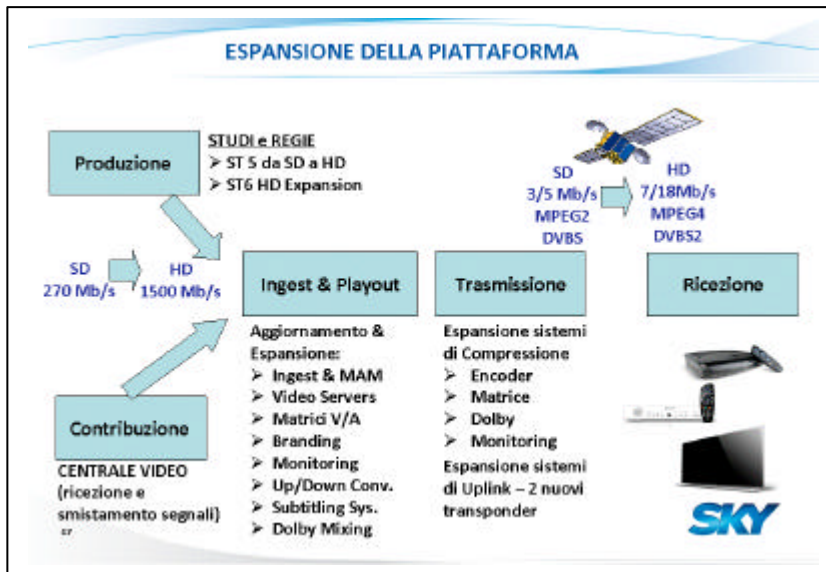 ESPANSIONE DELLA PIATTAFORMA
Produzione
STUDI e REGIE
➢ ST 5 da SD a HD
➢ ST6 HD Expansion
SD
270 Mb/s
HD
1500 Mb/s
Contribuzione
CENTRALE VIDEO
(ricezione e
smistamento segnali)
Ingest & Playout
Aggiornamento &
Espansione:
➢ Ingest & MAM
➢ Video Servers
➢ Matrici V/A
➢ Branding
➢ Monitoring
➢ Up/Down Conv.
➢ Subtitling Sys.
➢ Dolby Mixing
SD
3/5 Mb/s
MPEG2
DVBS
HD
7/18Mb/s
MPEG4
DVBS2
Trasmissione
Espansione sistemi
di Compressione
➢ Encoder
➢ Matrice
➢ Dolby
➢ Monitoring
Espansione sistemi
di Uplink – 2 nuovi
transponder
Ricezione
SKY